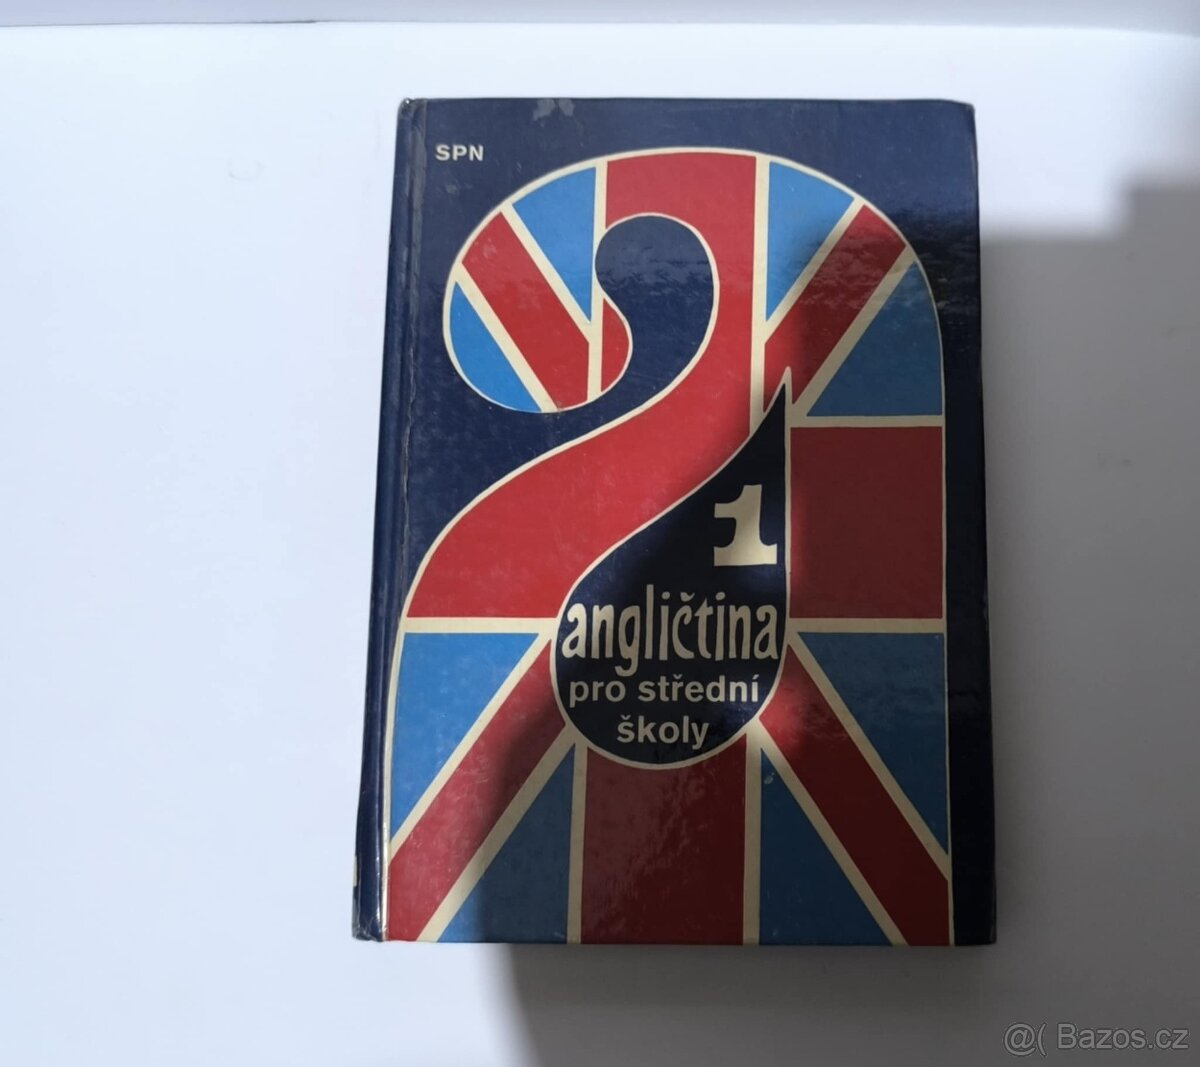 SPN
1
angličtina
pro střední
školy
@( Bazos.cz